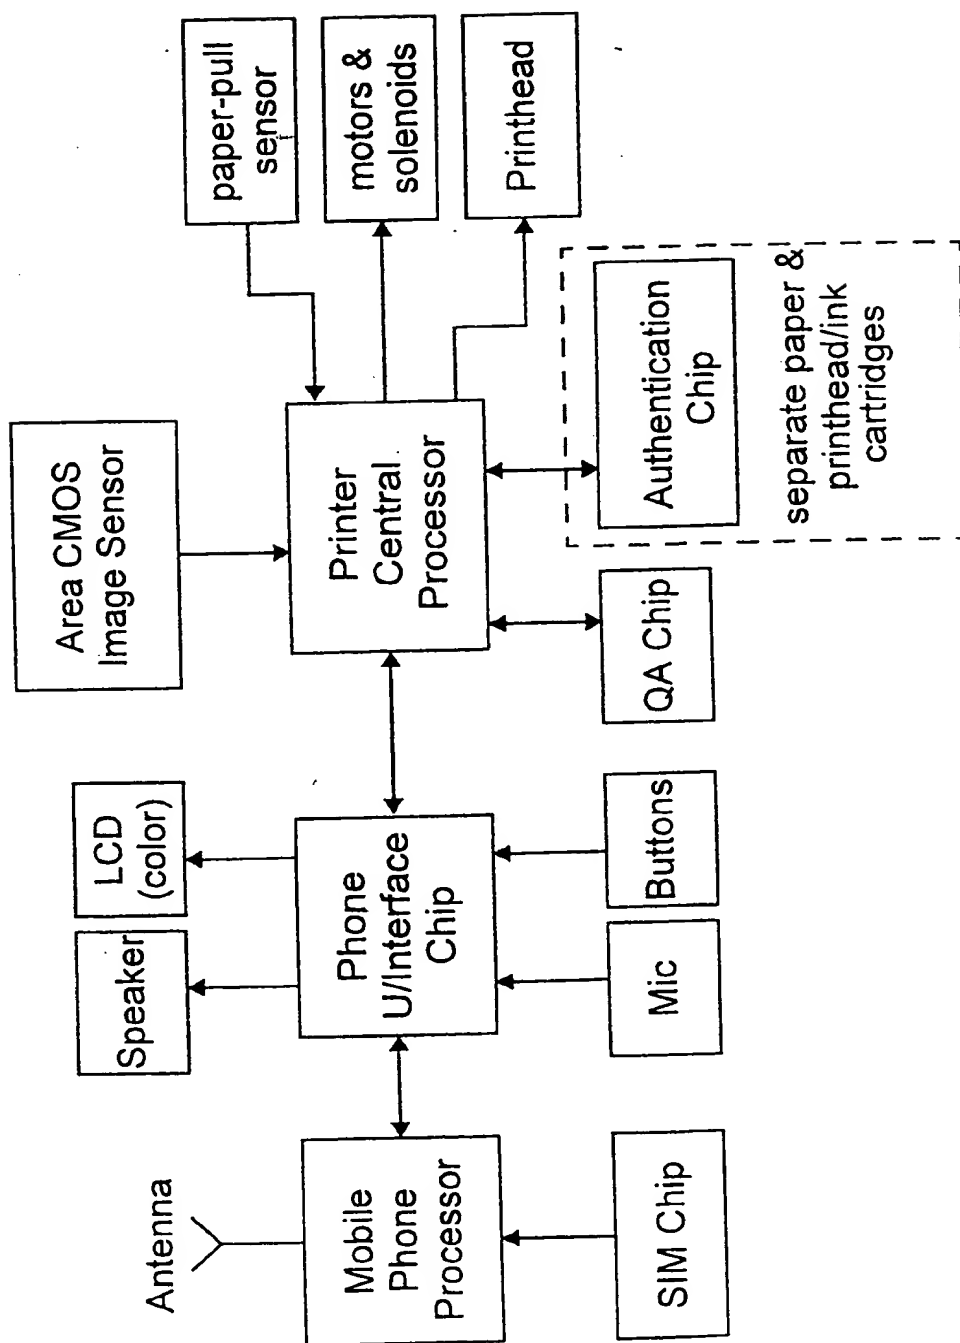 Antenna
Mobile
Phone
Processor
SIM Chip
Speaker
LCD
(color)
Phone
U/Interface
Chip
Mic
Buttons
Area CMOS
Image Sensor
Printer
Central
Processor
QA Chip
paper-pull
sensor
motors &
solenoids
Printhead
Authentication
Chip
separate paper &
printhead/ink
cartridges